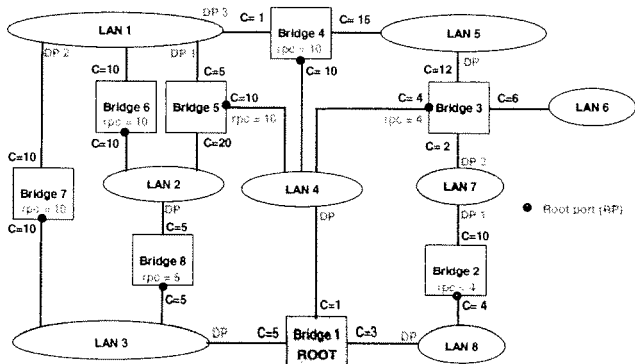 DP 3
C= 1
Bridge 4
rpc = 10
C= 15
LAN 1
LAN 5
DP 2
DP 1
C=10
C=5
C= 10
C=12
DP
Bridge 6
rpc = 10
Bridge 5
C=10
rpc = 10
C= 4
rpc = 4
Bridge 3
C=6
LAN 6
C=10
C=20
C= 2
DP 3
C=10
LAN 2
LAN 4
LAN 7
Bridge 7
rpc = 10
DP
DP
DP 1
Root port (RP)
C=10
C=5
C=10
Bridge 8
rpc = 5
Bridge 2
rpc = 4
C=5
C=1
C= 4
LAN 3
DP
C=5
Bridge 1
ROOT
C=3
DP
LAN 8